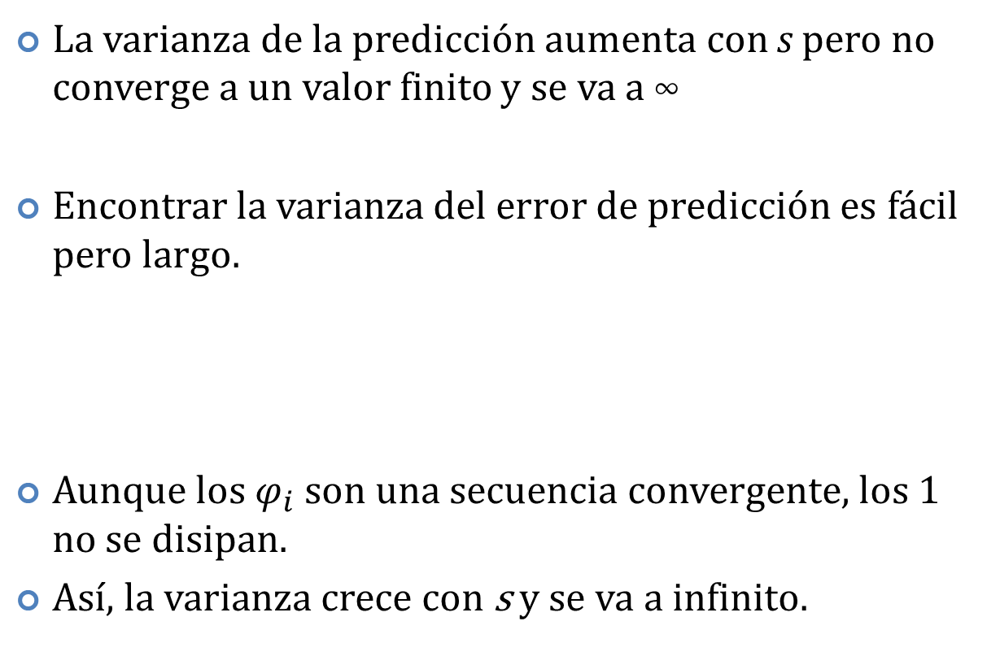 La varianza de la predicción aumenta con s pero no
converge a un valor finito y se va a ∞
Encontrar la varianza del error de predicción es fácil
pero largo.
Aunque los φᵢ son una secuencia convergente, los 1
no se disipan.
Así, la varianza crece con s y se va a infinito.